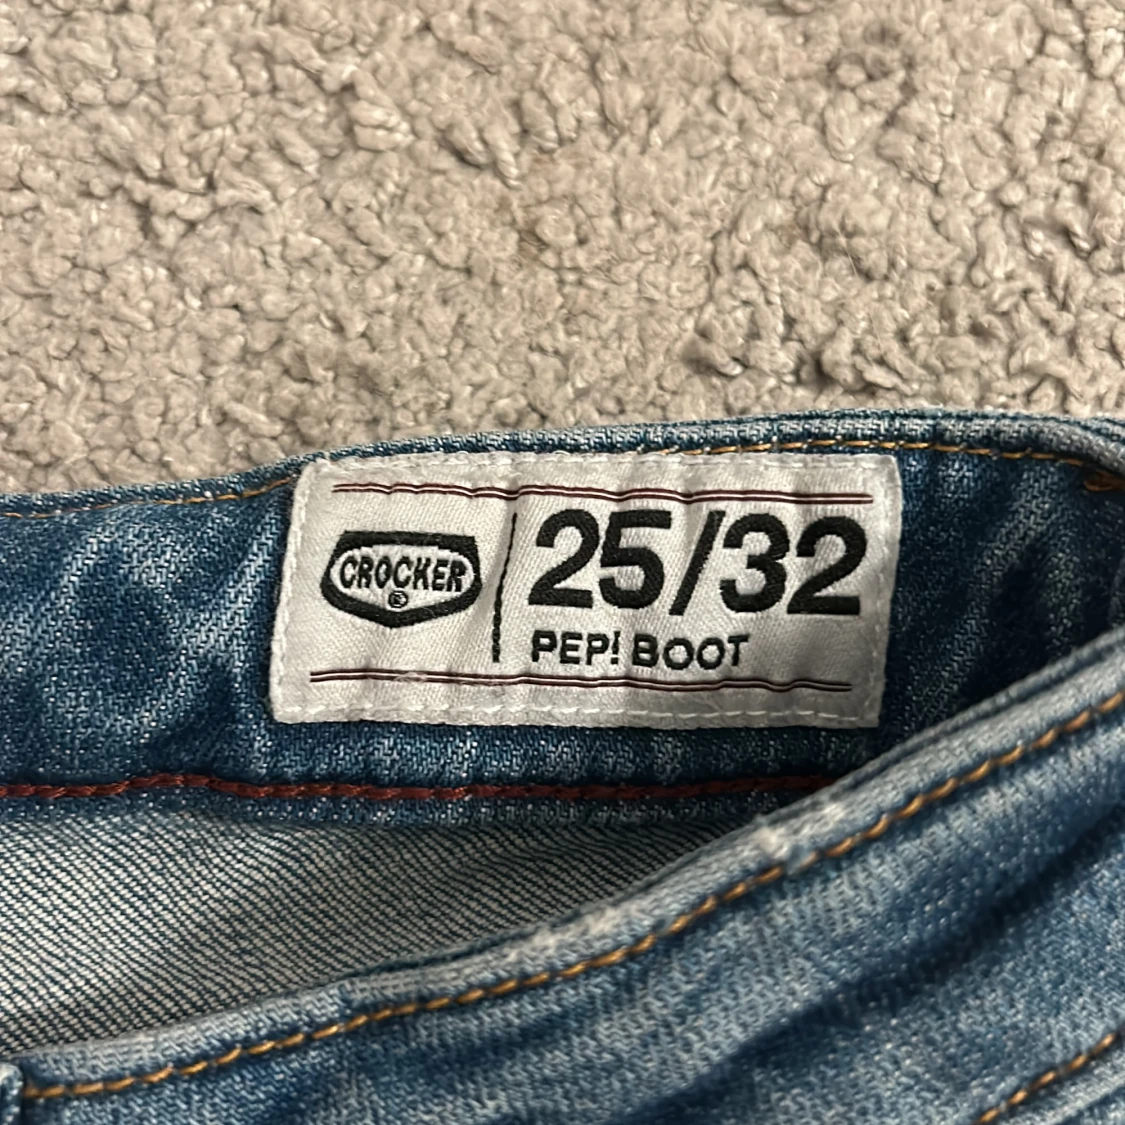 CROCKER
®
25/32
PEP! BOOT